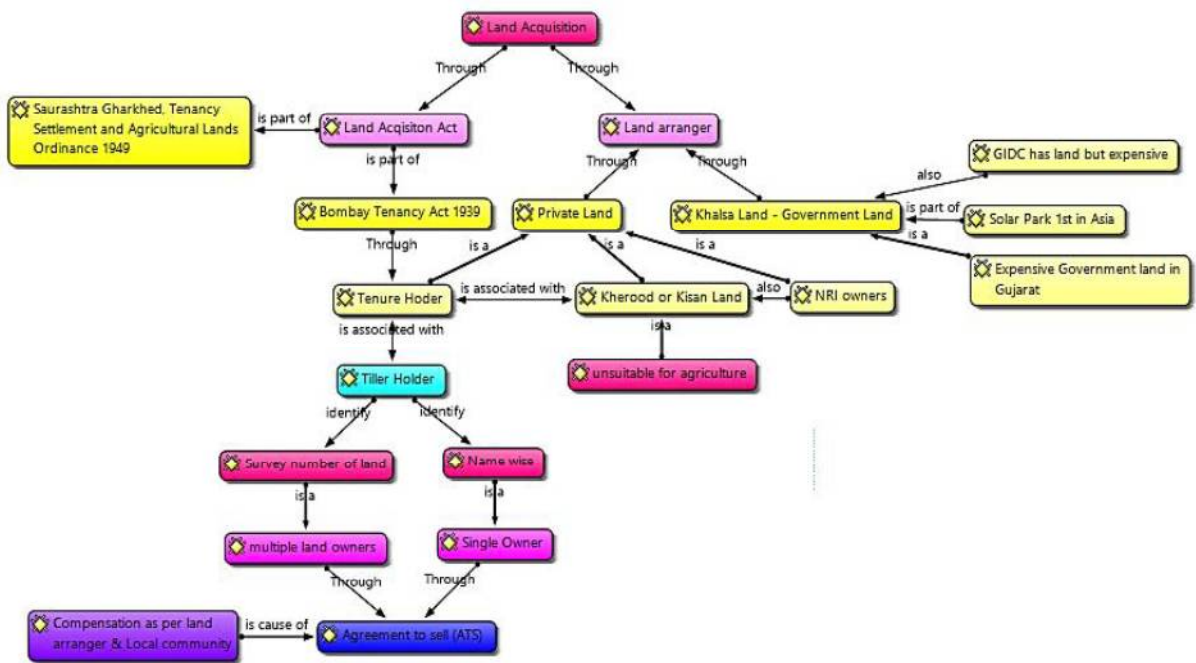 Land Acquisition
Through
Through
Saurashtra Gharkhed, Tenancy
Settlement and Agricultural Lands
Ordinance 1949
is part of
Land Acqisiton Act
Land arranger
is part of
Through
Through
GIDC has land but expensive
also
Bombay Tenancy Act 1939
Private Land
Khalsa Land - Government Land
is part of
Solar Park 1st in Asia
Through
is a
is a
is a
is a
Expensive Government land in
Gujarat
Tenure Hoder
is associated with
Kherood or Kisan Land
also
NRI owners
is associated with
is a
unsuitable for agriculture
Tiller Holder
identify
identify
Survey number of land
Name wise
is a
is a
multiple land owners
Single Owner
Through
Through
Compensation as per land
arranger & Local community
is cause of
Agreement to sell (ATS)